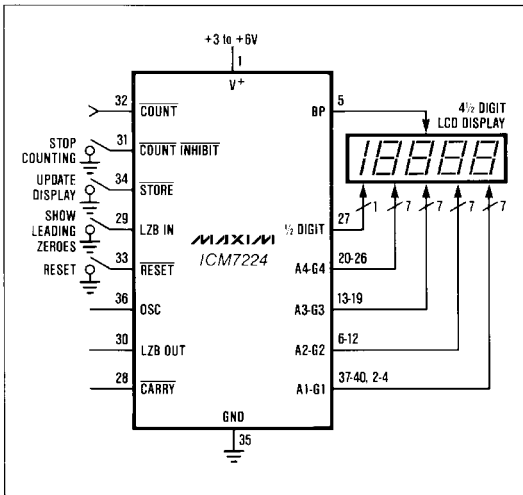 +3 to +6V
1
V+
32
COUNT
5
BP
4½ DIGIT
LCD DISPLAY
STOP
COUNTING
31
COUNT INHIBIT
UPDATE
DISPLAY
34
STORE
18888
SHOW
LEADING
ZEROES
29
LZB IN
MAXIM
ICM7224
½ DIGIT
27
1
7
7
7
7
RESET
33
RESET
A4-G4
20-26
36
OSC
A3-G3
13-19
30
LZB OUT
A2-G2
6-12
28
CARRY
A1-G1
37-40, 2-4
GND
35